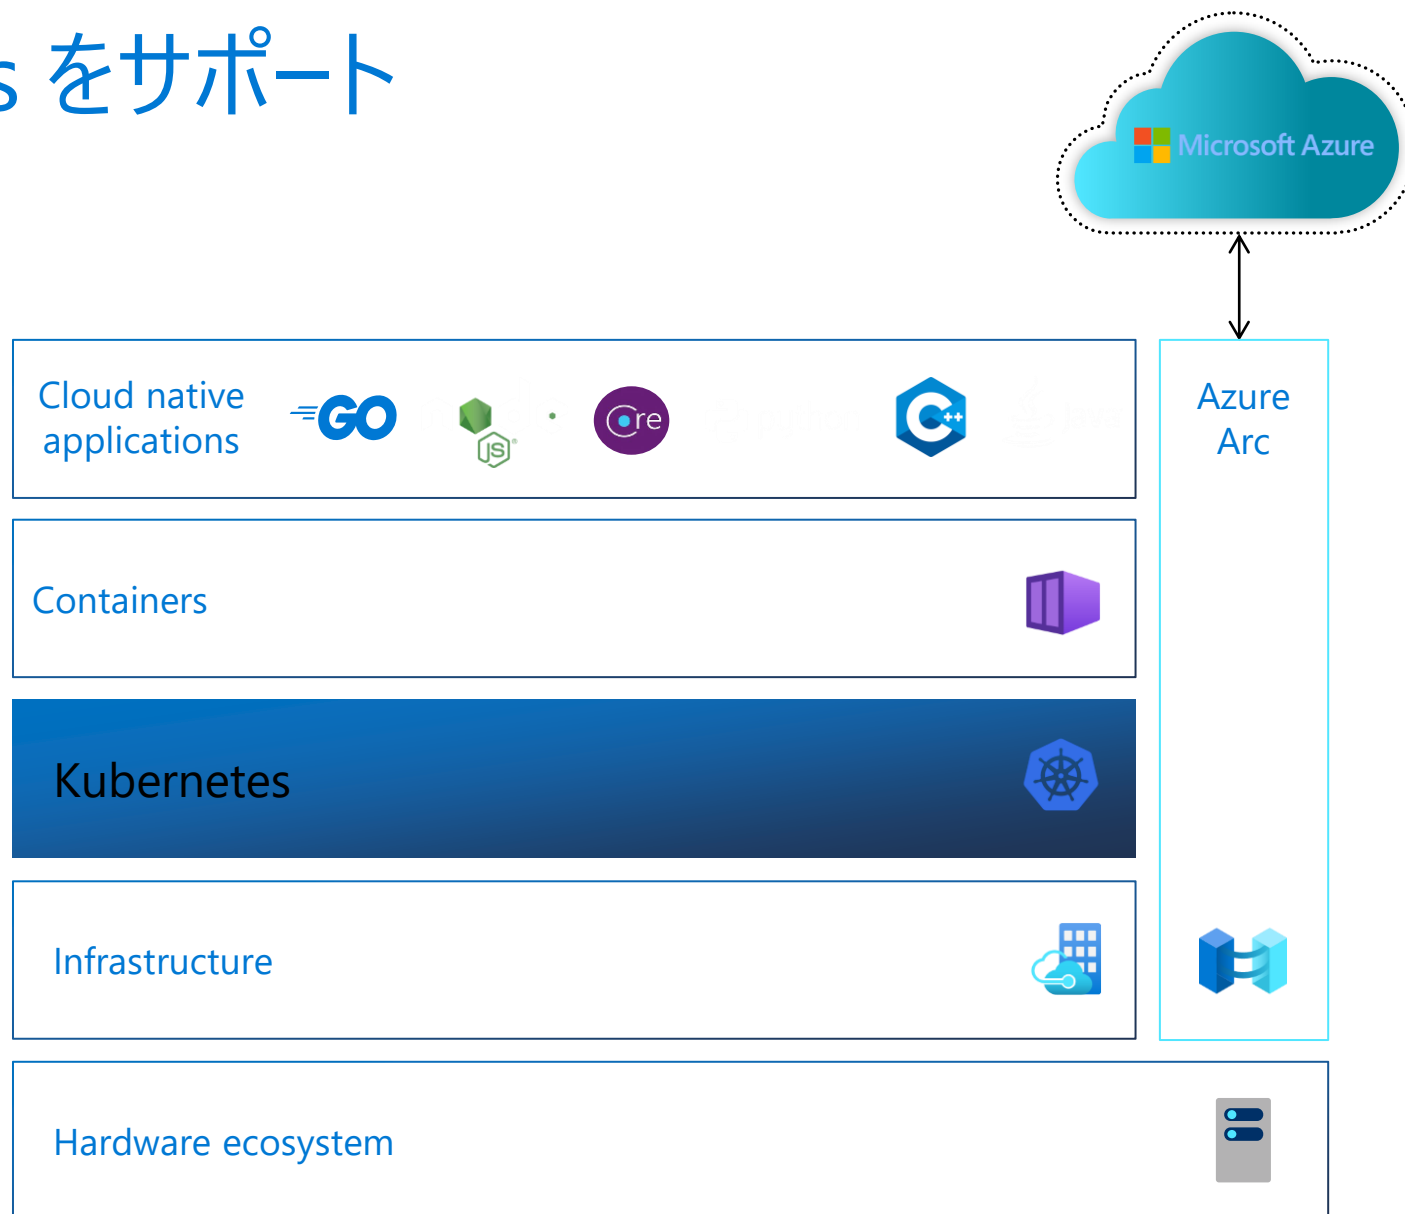 s をサポート
Microsoft Azure
Cloud native
applications
GO
JS
Core
C++
Azure
Arc
Containers
Kubernetes
Infrastructure
Hardware ecosystem